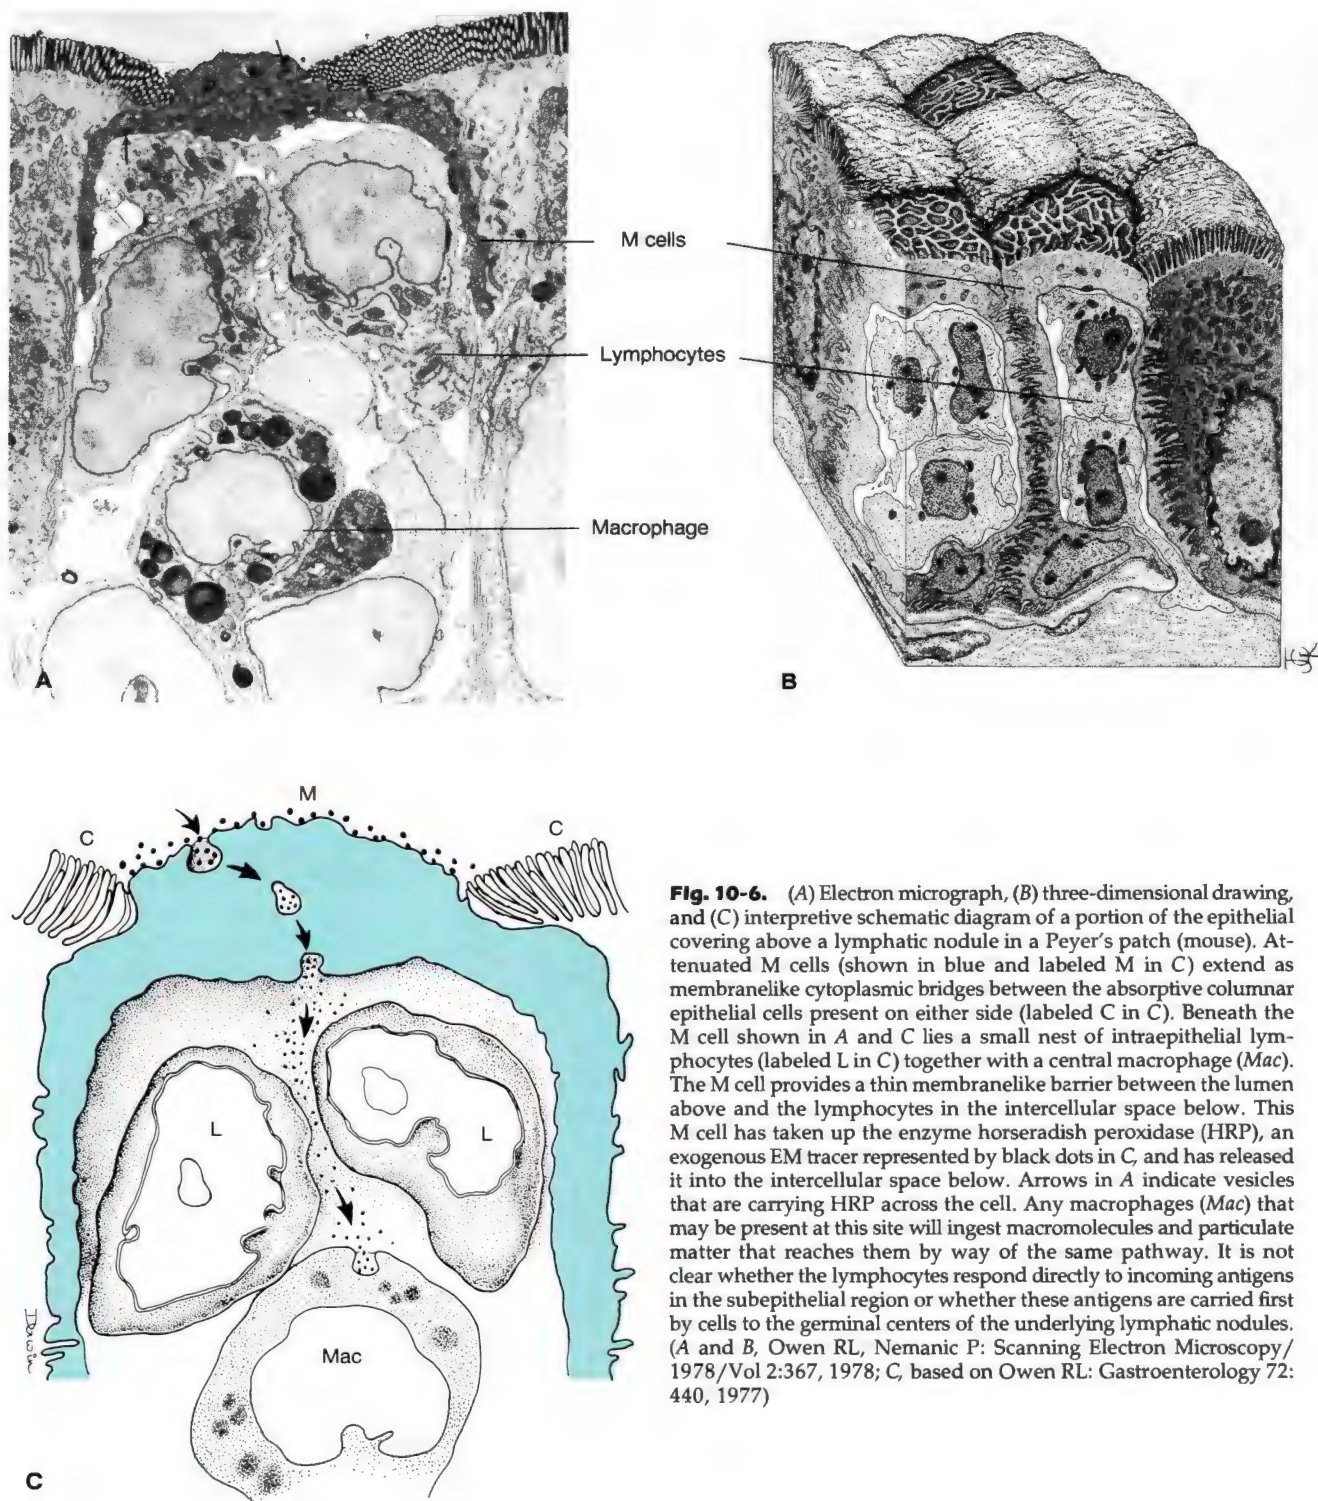 M cells
Lymphocytes
Macrophage
A
B
M
C
C
L
L
Mac
C
Fig. 10-6. (A) Electron micrograph, (B) three-dimensional drawing,
and (C) interpretive schematic diagram of a portion of the epithelial
covering above a lymphatic nodule in a Peyer's patch (mouse). At-
tenuated M cells (shown in blue and labeled M in C) extend as
membranelike cytoplasmic bridges between the absorptive columnar
epithelial cells present on either side (labeled C in C). Beneath the
M cell shown in A and C lies a small nest of intraepithelial lym-
phocytes (labeled L in C) together with a central macrophage (Mac).
The M cell provides a thin membranelike barrier between the lumen
above and the lymphocytes in the intercellular space below. This
M cell has taken up the enzyme horseradish peroxidase (HRP), an
exogenous EM tracer represented by black dots in C, and has released
it into the intercellular space below. Arrows in A indicate vesicles
that are carrying HRP across the cell. Any macrophages (Mac) that
may be present at this site will ingest macromolecules and particulate
matter that reaches them by way of the same pathway. It is not
clear whether the lymphocytes respond directly to incoming antigens
in the subepithelial region or whether these antigens are carried first
by cells to the germinal centers of the underlying lymphatic nodules.
(A and B, Owen RL, Nemanic P: Scanning Electron Microscopy/
1978/Vol 2:367, 1978; C, based on Owen RL: Gastroenterology 72:
440, 1977)